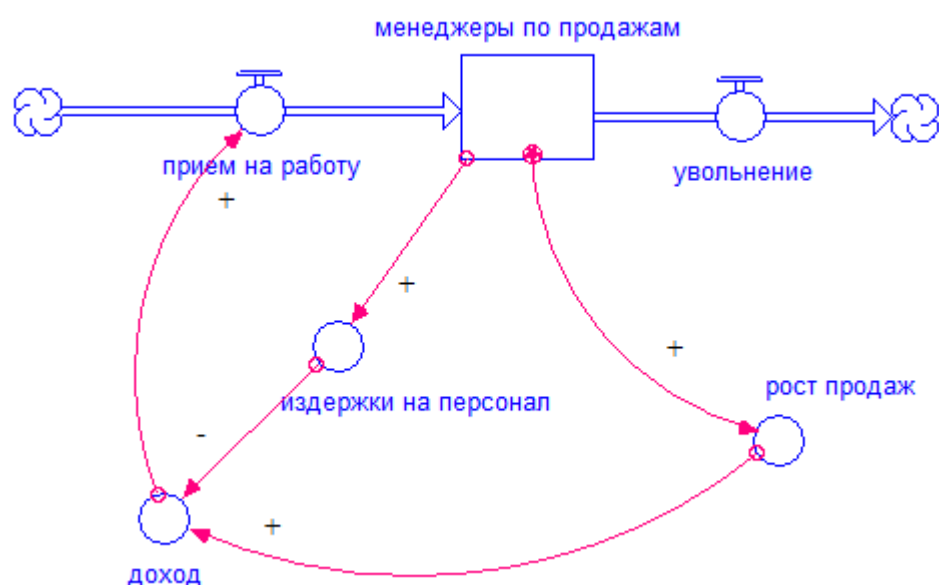 менеджеры по продажам
прием на работу
увольнение
+
+
+
рост продаж
издержки на персонал
-
+
доход